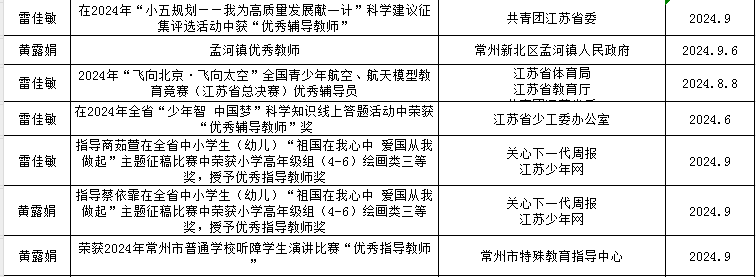 雷佳敏
在2024年“小五规划——我为高质量发展献一计”科学建议征
集评选活动中获“优秀辅导教师”
共青团江苏省委
2024.9
黄露娟
孟河镇优秀教师
常州新北区孟河镇人民政府
2024.9.6
雷佳敏
2024年“飞向北京·飞向太空”全国青少年航空、航天模型教
育竞赛（江苏省总决赛）优秀辅导员
江苏省体育局
江苏省教育厅
2024.8.8
雷佳敏
在2024年全省“少年智 中国梦”科学知识线上答题活动中荣获
“优秀辅导教师”奖
江苏省少工委办公室
2024.6
雷佳敏
指导蔺茹萱在全省中小学生（幼儿）“祖国在我心中 爱国从我
做起”主题征稿比赛中荣获小学高年级组（4-6）绘画类三等
奖，授予优秀指导教师奖
关心下一代周报
江苏少年网
2024.9
黄露娟
指导蔡依霏在全省中小学生（幼儿）“祖国在我心中 爱国从我
做起”主题征稿比赛中荣获小学高年级组（4-6）绘画类三等
奖，授予优秀指导教师奖
关心下一代周报
江苏少年网
2024.9
黄露娟
荣获2024年常州市普通学校听障学生演讲比赛“优秀指导教师
”
常州市特殊教育指导中心
2024.9